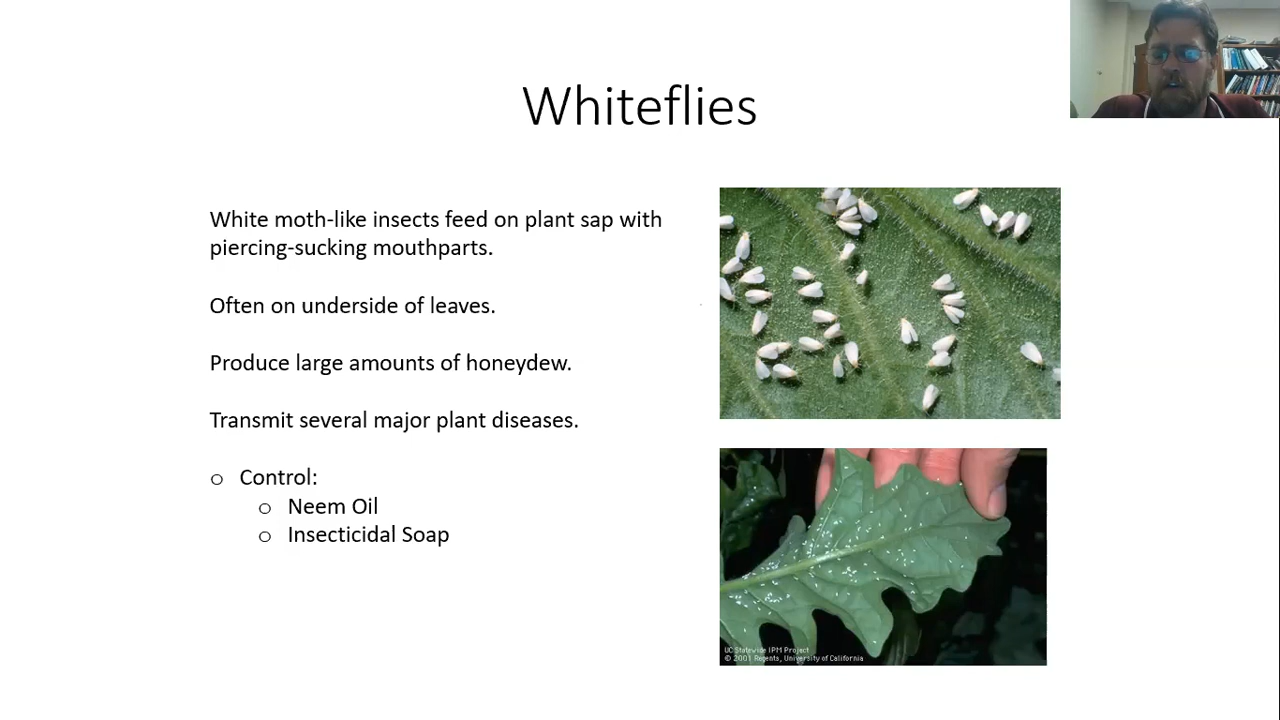 Whiteflies
White moth-like insects feed on plant sap with
piercing-sucking mouthparts.
Often on underside of leaves.
Produce large amounts of honeydew.
Transmit several major plant diseases.
o Control:
o Neem Oil
o Insecticidal Soap
UC Statewide IPM Project
© 2001 Regents, University of California